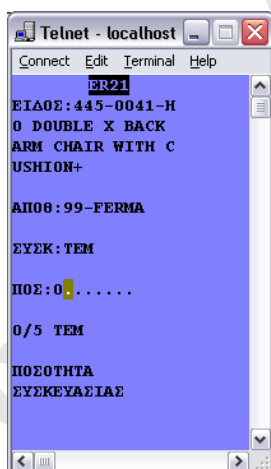 Telnet - localhost
Connect Edit Terminal Help
ER21
ΕΙΔΟΣ:445-0041-H
0 DOUBLE X BACK
ARM CHAIR WITH C
USHION+
ΑΠΟΘ:99-FERMA
ΣΥΣΚ:ΤΕΜ
ΠΟΣ:0.......
0/5 ΤΕΜ
ΠΟΣΟΤΗΤΑ
ΣΥΣΚΕΥΑΣΙΑΣ